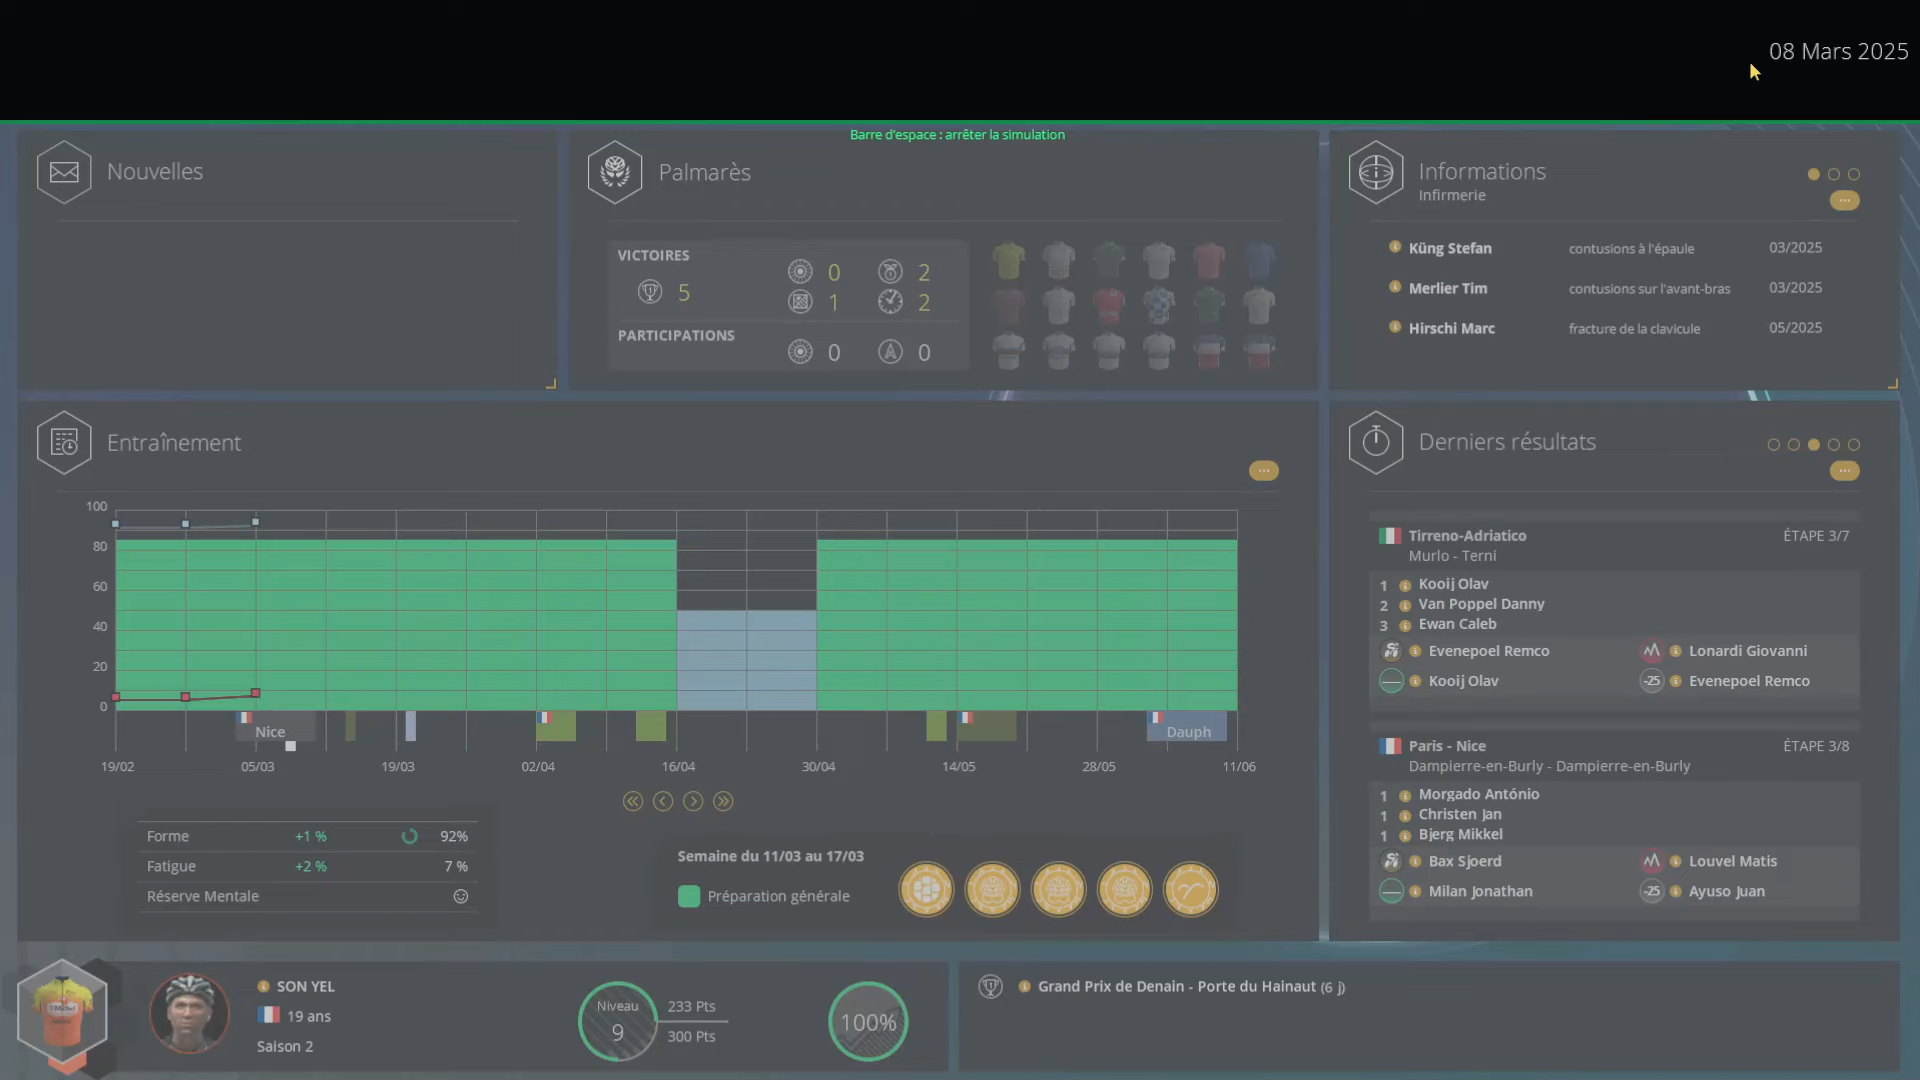 08 Mars 2025
Barre d'espace : arrêter la simulation
Nouvelles
Palmarès
VICTOIRES
5
0
2
1
2
PARTICIPATIONS
0
0
Informations
Infirmerie
Küng Stefan contusions à l'épaule 03/2025
Merlier Tim contusions sur l'avant-bras 03/2025
Hirschi Marc fracture de la clavicule 05/2025
Entraînement
100
80
60
40
20
0
Nice
Dauph
19/02 05/03 19/03 02/04 16/04 30/04 14/05 28/05 11/06
Forme +1 % 92%
Fatigue +2 % 7 %
Réserve Mentale
Semaine du 11/03 au 17/03
Préparation générale
Derniers résultats
Tirreno-Adriatico ÉTAPE 3/7
Murlo - Terni
1 Kooij Olav
2 Van Poppel Danny
3 Ewan Caleb
Evenepoel Remco Lonardi Giovanni
Kooij Olav -25 Evenepoel Remco
Paris - Nice ÉTAPE 3/8
Dampierre-en-Burly - Dampierre-en-Burly
1 Morgado António
1 Christen Jan
1 Bjerg Mikkel
Bax Sjoerd Louvel Matis
Milan Jonathan -25 Ayuso Juan
SON YEL
19 ans
Saison 2
Niveau
9
233 Pts
300 Pts
100%
Grand Prix de Denain - Porte du Hainaut (6 j)